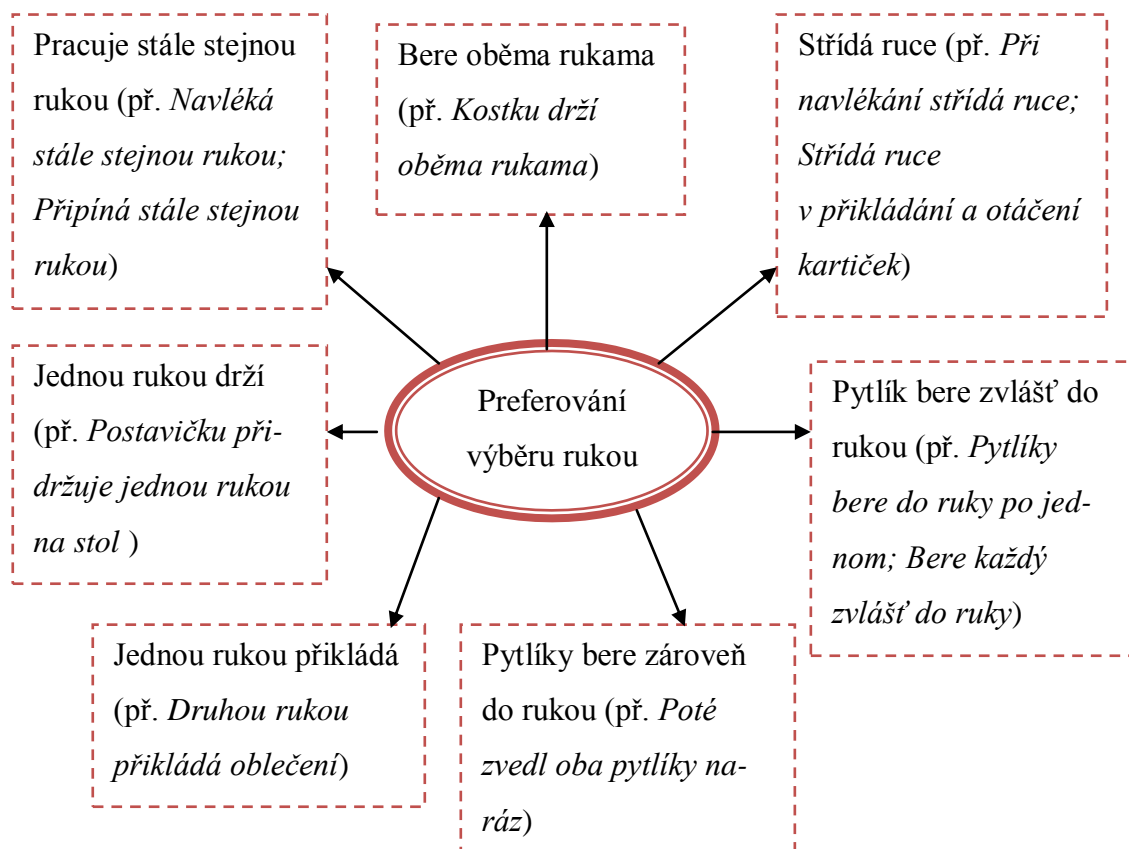 Pracuje stále stejnou
rukou (př. Navléká
stále stejnou rukou;
Připíná stále stejnou
rukou)
Bere oběma rukama
(př. Kostku drží
oběma rukama)
Střídá ruce (př. Při
navlékání střídá ruce;
Střídá ruce
v přikládání a otáčení
kartiček)
Jednou rukou drží
(př. Postavičku při-
držuje jednou rukou
na stol )
Preferování
výběru rukou
Pytlík bere zvlášť do
rukou (př. Pytlíky
bere do ruky po jed-
nom; Bere každý
zvlášť do ruky)
Jednou rukou přikládá
(př. Druhou rukou
přikládá oblečení)
Pytlíky bere zároveň
do rukou (př. Poté
zvedl oba pytlíky na-
ráz)